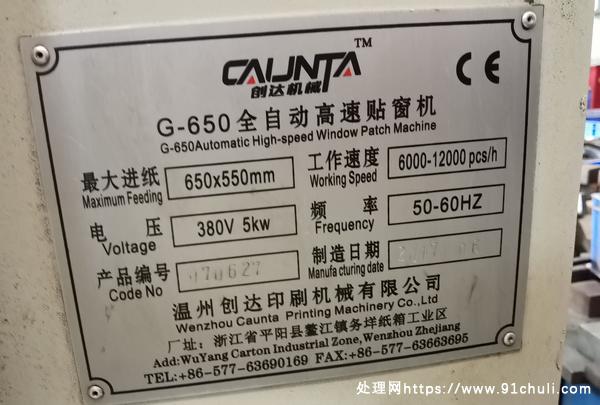 CAUNTA™
创达机械
CE
G-650全自动高速贴窗机
G-650Automatic High-speed Window Patch Machine
最大进纸 650x550mm 工作速度 6000-12000 pcs/h
Maximum Feeding Working Speed
电 压 380V 5kw 频 率 50-60HZ
Voltage Frequency
产品编号 制造日期
Code No Manufacturing date
温州创达印刷机械有限公司
Wenzhou Caunta Printing Machinery Co.,Ltd
厂址:浙江省平阳县鳌江镇务垟纸箱工业区
Add:WuYang Carton Industrial Zone,Wenzhou Zhejiang
TEL:+86-577-63690169 FAX:+86-577-63663695
处理网https://www.91chuli.com